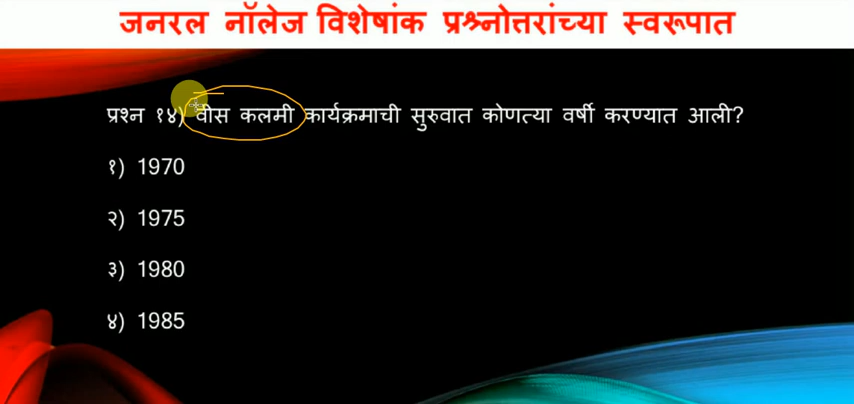 जनरल नॉलेज विशेषांक प्रश्नोत्तरांच्या स्वरूपात
प्रश्न १४) वीस कलमी कार्यक्रमाची सुरुवात कोणत्या वर्षी करण्यात आली?
१) 1970
२) 1975
३) 1980
४) 1985